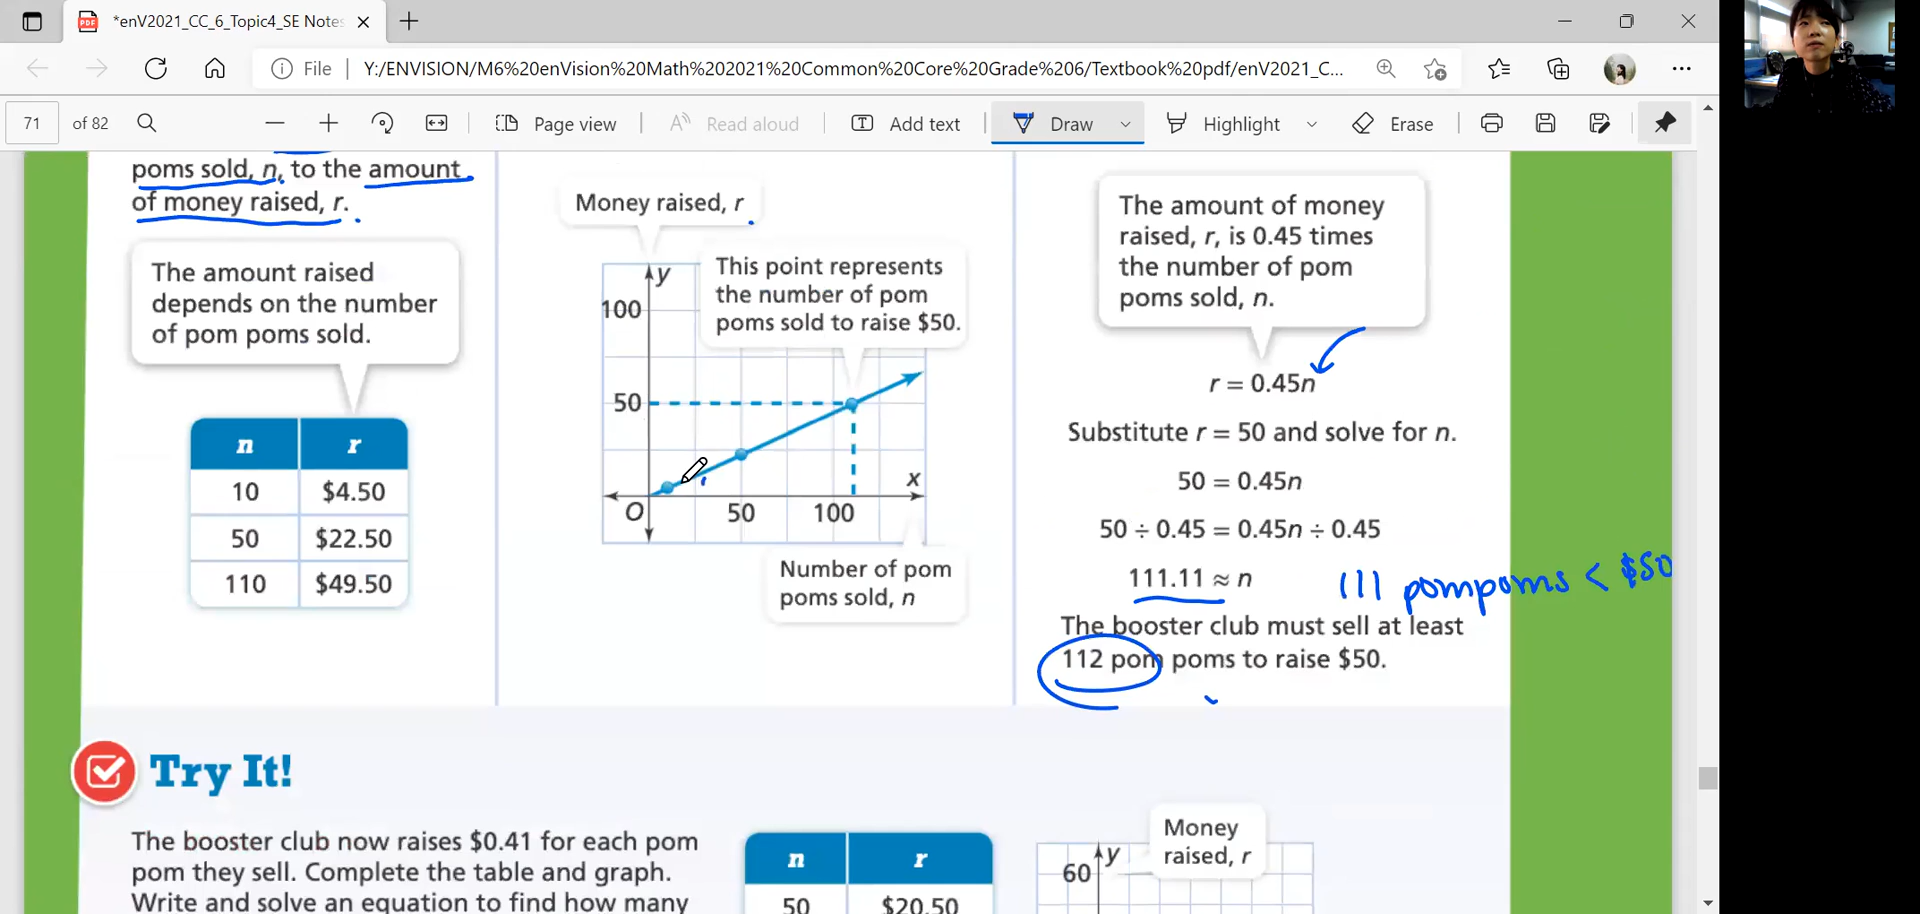 *enV2021_CC_6_Topic4_SE Notes
File
Y:/ENVISION/M6%20enVision%20Math%202021%20Common%20Core%20Grade%206/Textbook%20pdf/enV2021_C...
71 of 82
Page view
Read aloud
Add text
Draw
Highlight
Erase
poms sold, n, to the amount
of money raised, r.
The amount raised
depends on the number
of pom poms sold.
n r
10 $4.50
50 $22.50
110 $49.50
Money raised, r
This point represents
the number of pom
poms sold to raise $50.
y
100
50
x
O 50 100
Number of pom
poms sold, n
The amount of money
raised, r, is 0.45 times
the number of pom
poms sold, n.
r = 0.45n
Substitute r = 50 and solve for n.
50 = 0.45n
50 ÷ 0.45 = 0.45n ÷ 0.45
111.11 ≈ n
111 pompoms < $50
The booster club must sell at least
112 pom poms to raise $50.
Try It!
The booster club now raises $0.41 for each pom
pom they sell. Complete the table and graph.
Write and solve an equation to find how many
n r
50 $20.50
Money
raised, r
y
60